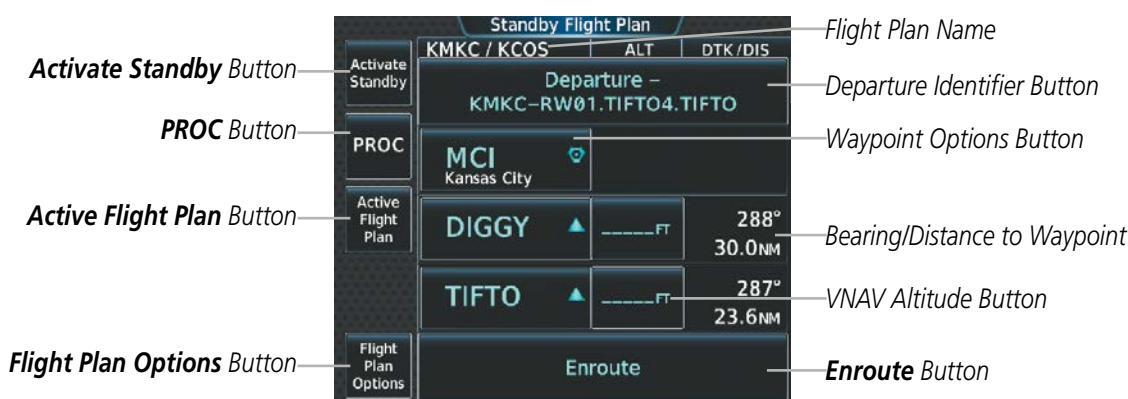 Standby Flight Plan
KMKC / KCOS ALT DTK/DIS
Flight Plan Name
Activate Standby Button
Activate
Standby
Departure –
KMKC–RW01.TIFTO4.TIFTO
Departure Identifier Button
PROC Button
PROC
MCI
Kansas City
Waypoint Options Button
Active Flight Plan Button
Active
Flight
Plan
DIGGY _____FT 288°
30.0NM
Bearing/Distance to Waypoint
TIFTO _____FT 287°
23.6NM
VNAV Altitude Button
Flight Plan Options Button
Flight
Plan
Options
Enroute
Enroute Button